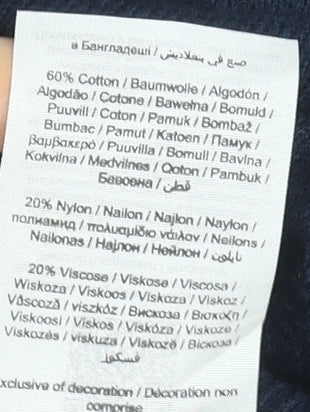 в Бангладеші / صنع في بنغلاديش
60% Cotton / Baumwolle / Algodón /
Algodão / Cotone / Bawełna / Bomuld /
Puuvill / Coton / Pamuk / Bombaž /
Bumbac / Pamut / Katoen / Памук /
βαμβακερό / Puuvilla / Bomull / Bavlna /
Kokvilna / Medvilnės / Qoton / Pambuk /
Бавовна / قطن
20% Nylon / Nailon / Najlon / Naylon /
полиамид / πολυαμίδιο νάιλον / Neilons /
Nailonas / Најлон / Нейлон / نايلون
20% Viscose / Viskose / Viscosa /
Wiskoza / Viskoos / Viskoza / Viskoz /
Vâscoză / viszkóz / Вискоза / Βισκόζη /
Viskoosi / Viskos / Viskóza / Viskoze /
Viskozės / viskuza / Viskozë / Віскоза /
فسكوز
xclusive of decoration / Décoration non
comprise